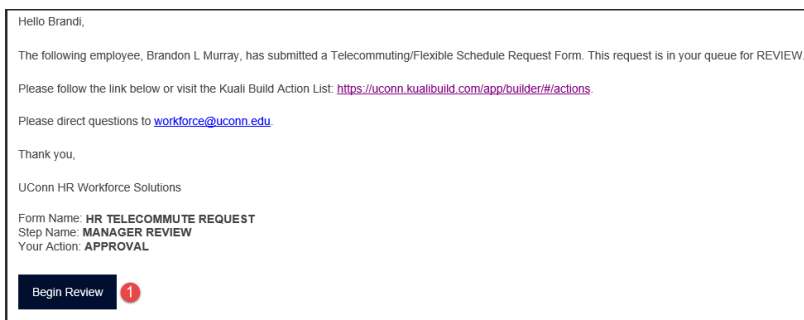 Hello Brandi,
The following employee, Brandon L Murray, has submitted a Telecommuting/Flexible Schedule Request Form. This request is in your queue for REVIEW.
Please follow the link below or visit the Kuali Build Action List: https://uconn.kualibuild.com/app/builder/#/actions.
Please direct questions to workforce@uconn.edu.
Thank you,
UConn HR Workforce Solutions
Form Name: HR TELECOMMUTE REQUEST
Step Name: MANAGER REVIEW
Your Action: APPROVAL
Begin Review 1